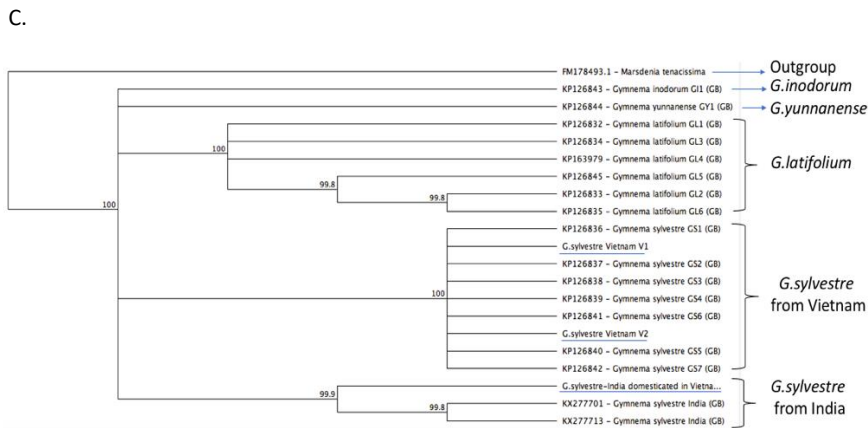 C.
FM178493.1 - Marsdenia tenacissima
Outgroup
KP126843 - Gymnema inodorum GI1 (GB)
G.inodorum
KP126844 - Gymnema yunnanense GY1 (GB)
G.yunnanense
KP126832 - Gymnema latifolium GL1 (GB)
100
KP126834 - Gymnema latifolium GL3 (GB)
KP163979 - Gymnema latifolium GL4 (GB)
G.latifolium
KP126845 - Gymnema latifolium GL5 (GB)
99.8
KP126833 - Gymnema latifolium GL2 (GB)
99.8
KP126835 - Gymnema latifolium GL6 (GB)
100
KP126836 - Gymnema sylvestre GS1 (GB)
G.sylvestre Vietnam V1
KP126837 - Gymnema sylvestre GS2 (GB)
KP126838 - Gymnema sylvestre GS3 (GB)
G.sylvestre
100
KP126839 - Gymnema sylvestre GS4 (GB)
from Vietnam
KP126841 - Gymnema sylvestre GS6 (GB)
G.sylvestre Vietnam V2
KP126840 - Gymnema sylvestre GS5 (GB)
KP126842 - Gymnema sylvestre GS7 (GB)
G.sylvestre-India domesticated in Vietna...
G.sylvestre
99.9
KX277701 - Gymnema sylvestre India (GB)
from India
99.8
KX277713 - Gymnema sylvestre India (GB)